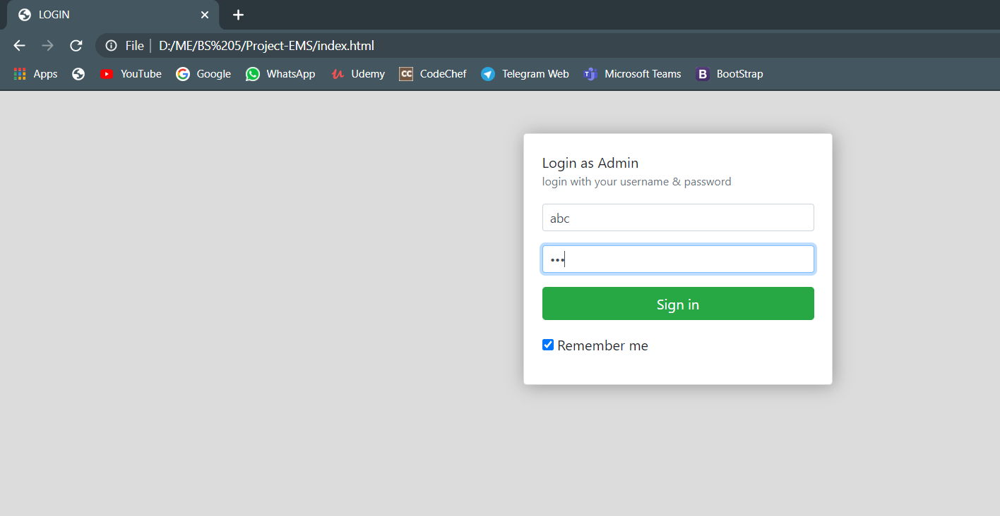 LOGIN
File | D:/ME/BS%205/Project-EMS/index.html
Apps YouTube Google WhatsApp Udemy CC CodeChef Telegram Web Microsoft Teams B BootStrap
Login as Admin
login with your username & password
abc
•••
Sign in
Remember me